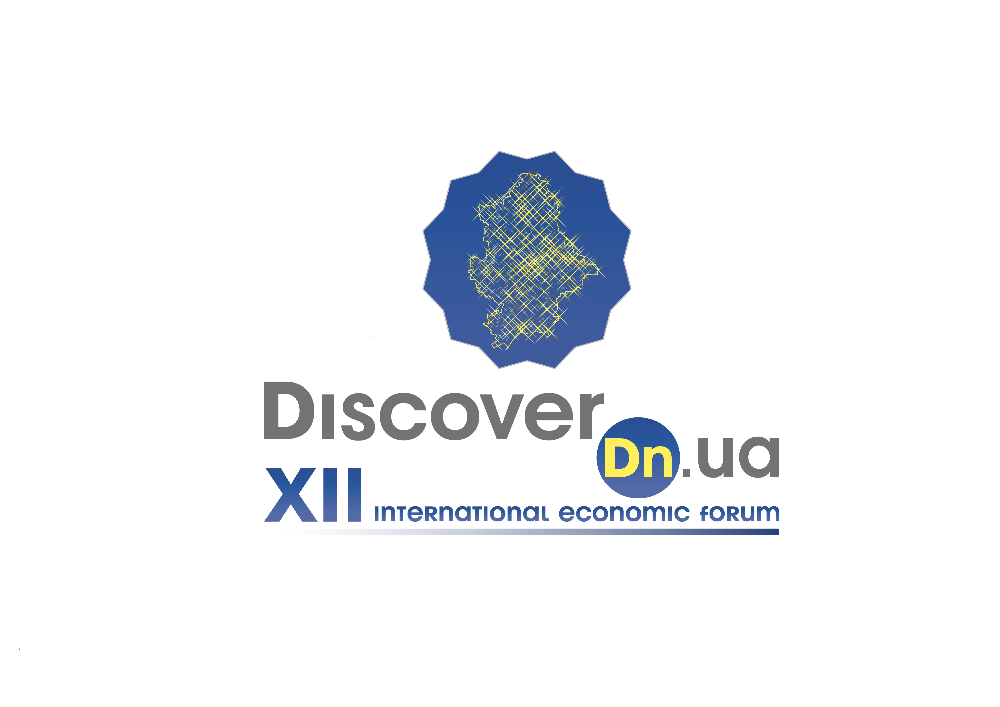 Discover
Dn.ua
XII international economic forum